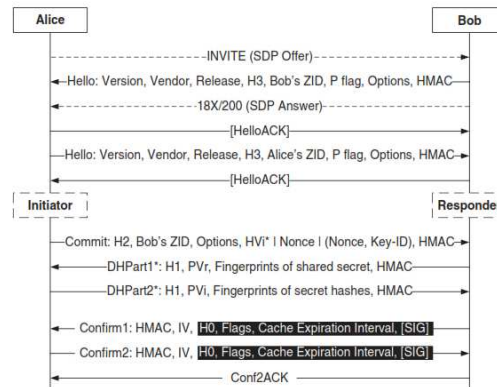 Alice
Bob
INVITE (SDP Offer)
Hello: Version, Vendor, Release, H3, Bob's ZID, P flag, Options, HMAC
18X/200 (SDP Answer)
[HelloACK]
Hello: Version, Vendor, Release, H3, Alice's ZID, P flag, Options, HMAC
[HelloACK]
Initiator
Responder
Commit: H2, Bob's ZID, Options, HVi* | Nonce | (Nonce, Key-ID), HMAC
DHPart1*: H1, PVr, Fingerprints of shared secret, HMAC
DHPart2*: H1, PVi, Fingerprints of secret hashes, HMAC
Confirm1: HMAC, IV, H0, Flags, Cache Expiration Interval, [SIG]
Confirm2: HMAC, IV, H0, Flags, Cache Expiration Interval, [SIG]
Conf2ACK